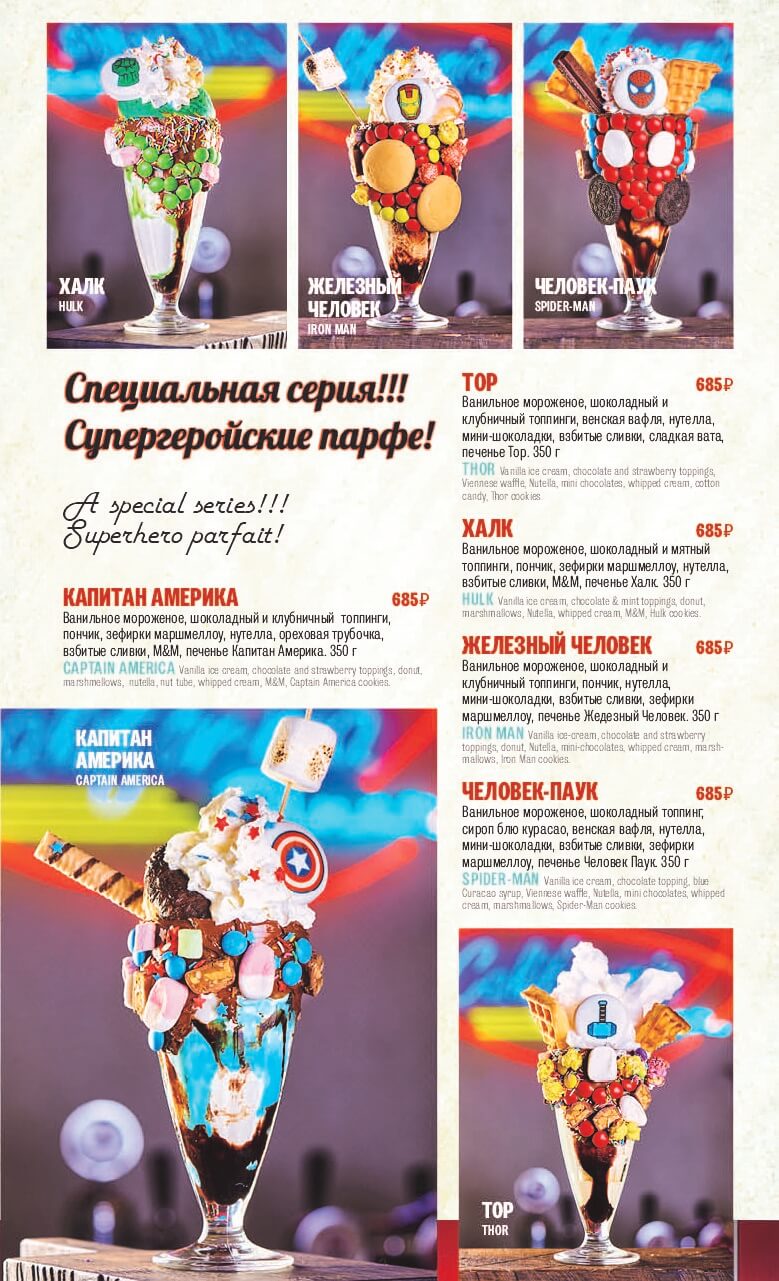 ХАЛК
HULK
ЖЕЛЕЗНЫЙ
ЧЕЛОВЕК
IRON MAN
ЧЕЛОВЕК-ПАУК
SPIDER-MAN
Специальная серия!!!
Супергеройские парфе!
A special series!!!
Superhero parfait!
КАПИТАН АМЕРИКА 685₽
Ванильное мороженое, шоколадный и клубничный топпинги,
пончик, зефирки маршмеллоу, нутелла, ореховая трубочка,
взбитые сливки, M&M, печенье Капитан Америка. 350 г
CAPTAIN AMERICA Vanilla ice cream, chocolate and strawberry toppings, donut,
marshmellows, nutella, nut tube, whipped cream, M&M, Captain America cookies.
КАПИТАН
АМЕРИКА
CAPTAIN AMERICA
ТОР 685₽
Ванильное мороженое, шоколадный и
клубничный топпинги, венская вафля, нутелла,
мини-шоколадки, взбитые сливки, сладкая вата,
печенье Тор. 350 г
THOR Vanilla ice cream, chocolate and strawberry toppings,
Viennese waffle, Nutella, mini chocolates, whipped cream, cotton
candy, Thor cookies.
ХАЛК 685₽
Ванильное мороженое, шоколадный и мятный
топпинги, пончик, зефирки маршмеллоу, нутелла,
взбитые сливки, M&M, печенье Халк. 350 г
HULK Vanilla ice cream, chocolate & mint toppings, donut,
marshmallows, Nutella, whipped cream, M&M, Hulk cookies.
ЖЕЛЕЗНЫЙ ЧЕЛОВЕК 685₽
Ванильное мороженое, шоколадный и
клубничный топпинги, пончик, нутелла,
мини-шоколадки, взбитые сливки, зефирки
маршмеллоу, печенье Жедезный Человек. 350 г
IRON MAN Vanilla ice-cream, chocolate and strawberry
toppings, donut, Nutella, mini-chocolates, whipped cream, marsh-
mallows, Iron Man cookies.
ЧЕЛОВЕК-ПАУК 685₽
Ванильное мороженое, шоколадный топпинг,
сироп блю курасао, венская вафля, нутелла,
мини-шоколадки, взбитые сливки, зефирки
маршмеллоу, печенье Человек Паук. 350 г
SPIDER-MAN Vanilla ice cream, chocolate topping, blue
Curacao syrup, Viennese waffle, Nutella, mini chocolates, whipped
cream, marshmallows, Spider-Man cookies.
ТОР
THOR